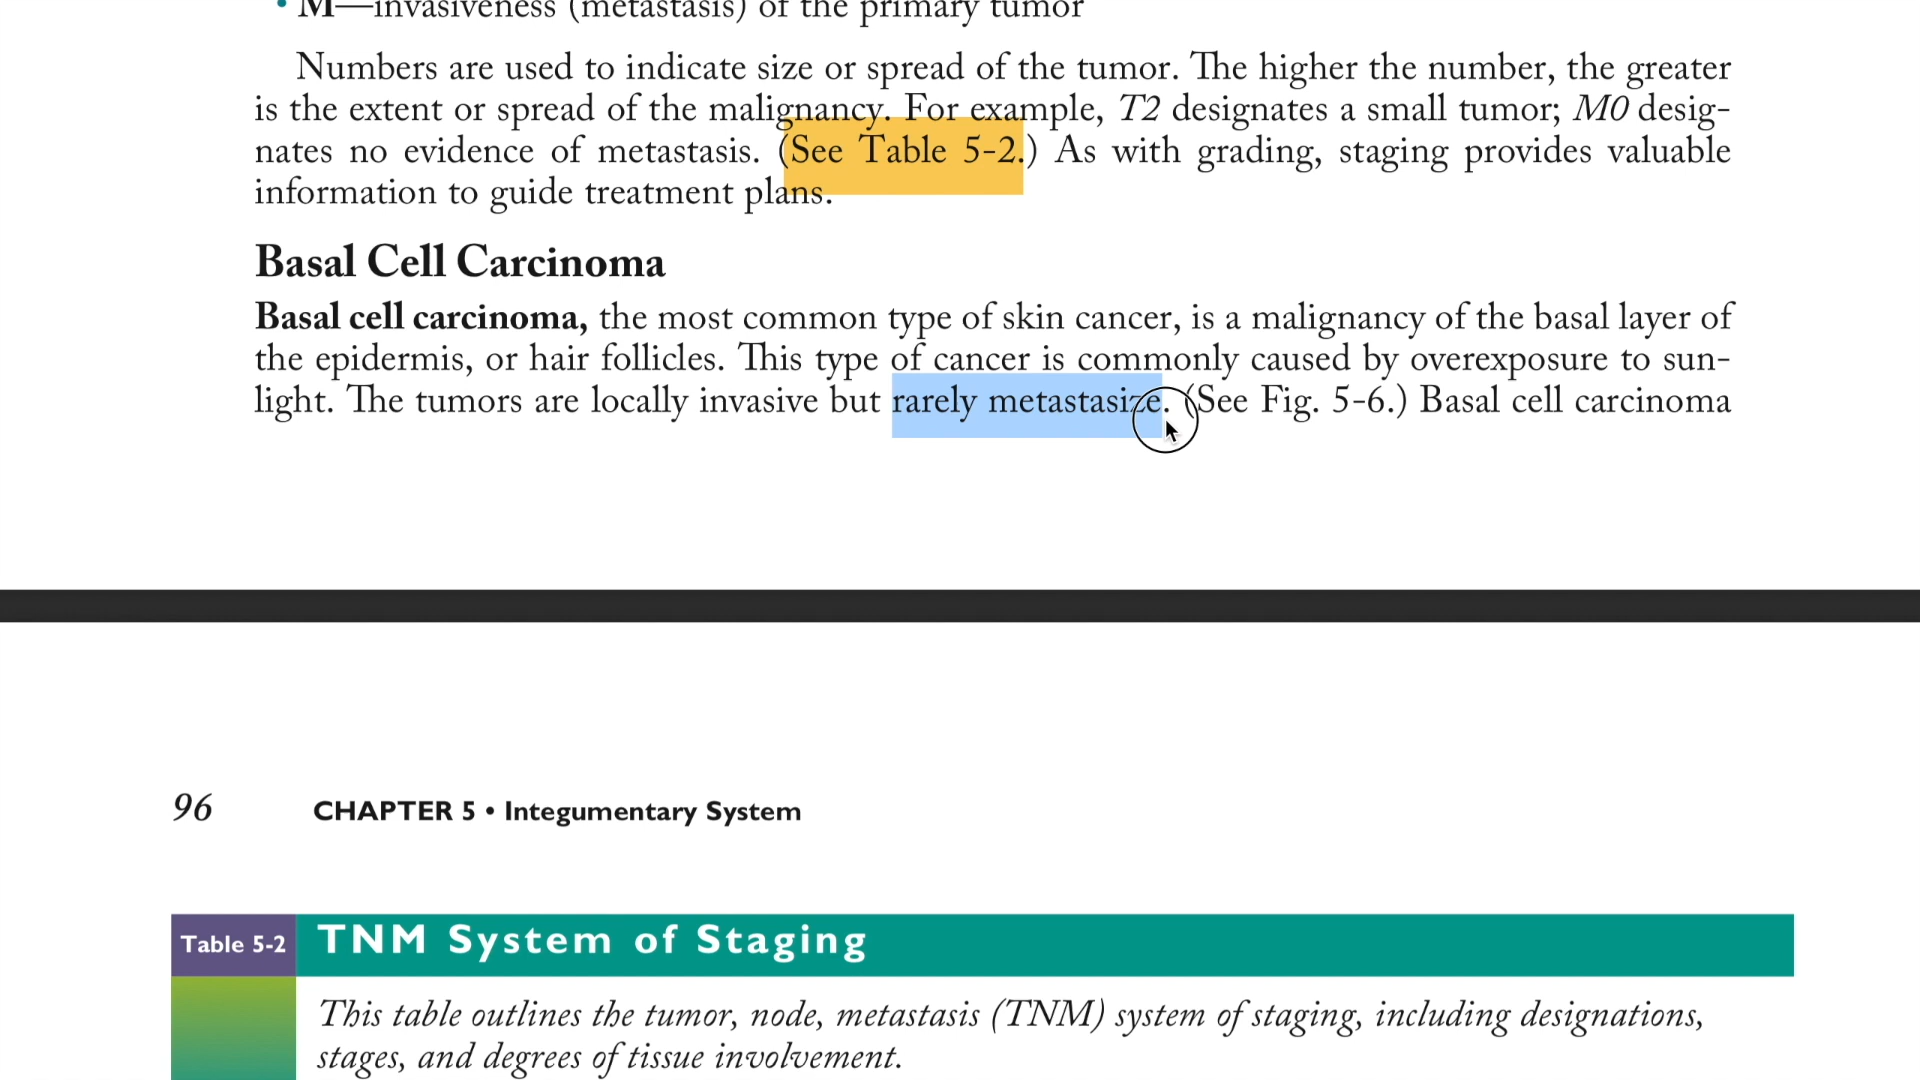 • M—invasiveness (metastasis) of the primary tumor
Numbers are used to indicate size or spread of the tumor. The higher the number, the greater
is the extent or spread of the malignancy. For example, T2 designates a small tumor; M0 desig-
nates no evidence of metastasis. (See Table 5-2.) As with grading, staging provides valuable
information to guide treatment plans.
Basal Cell Carcinoma
Basal cell carcinoma, the most common type of skin cancer, is a malignancy of the basal layer of
the epidermis, or hair follicles. This type of cancer is commonly caused by overexposure to sun-
light. The tumors are locally invasive but rarely metastasize. (See Fig. 5-6.) Basal cell carcinoma
96 CHAPTER 5 • Integumentary System
Table 5-2 TNM System of Staging
This table outlines the tumor, node, metastasis (TNM) system of staging, including designations,
stages, and degrees of tissue involvement.